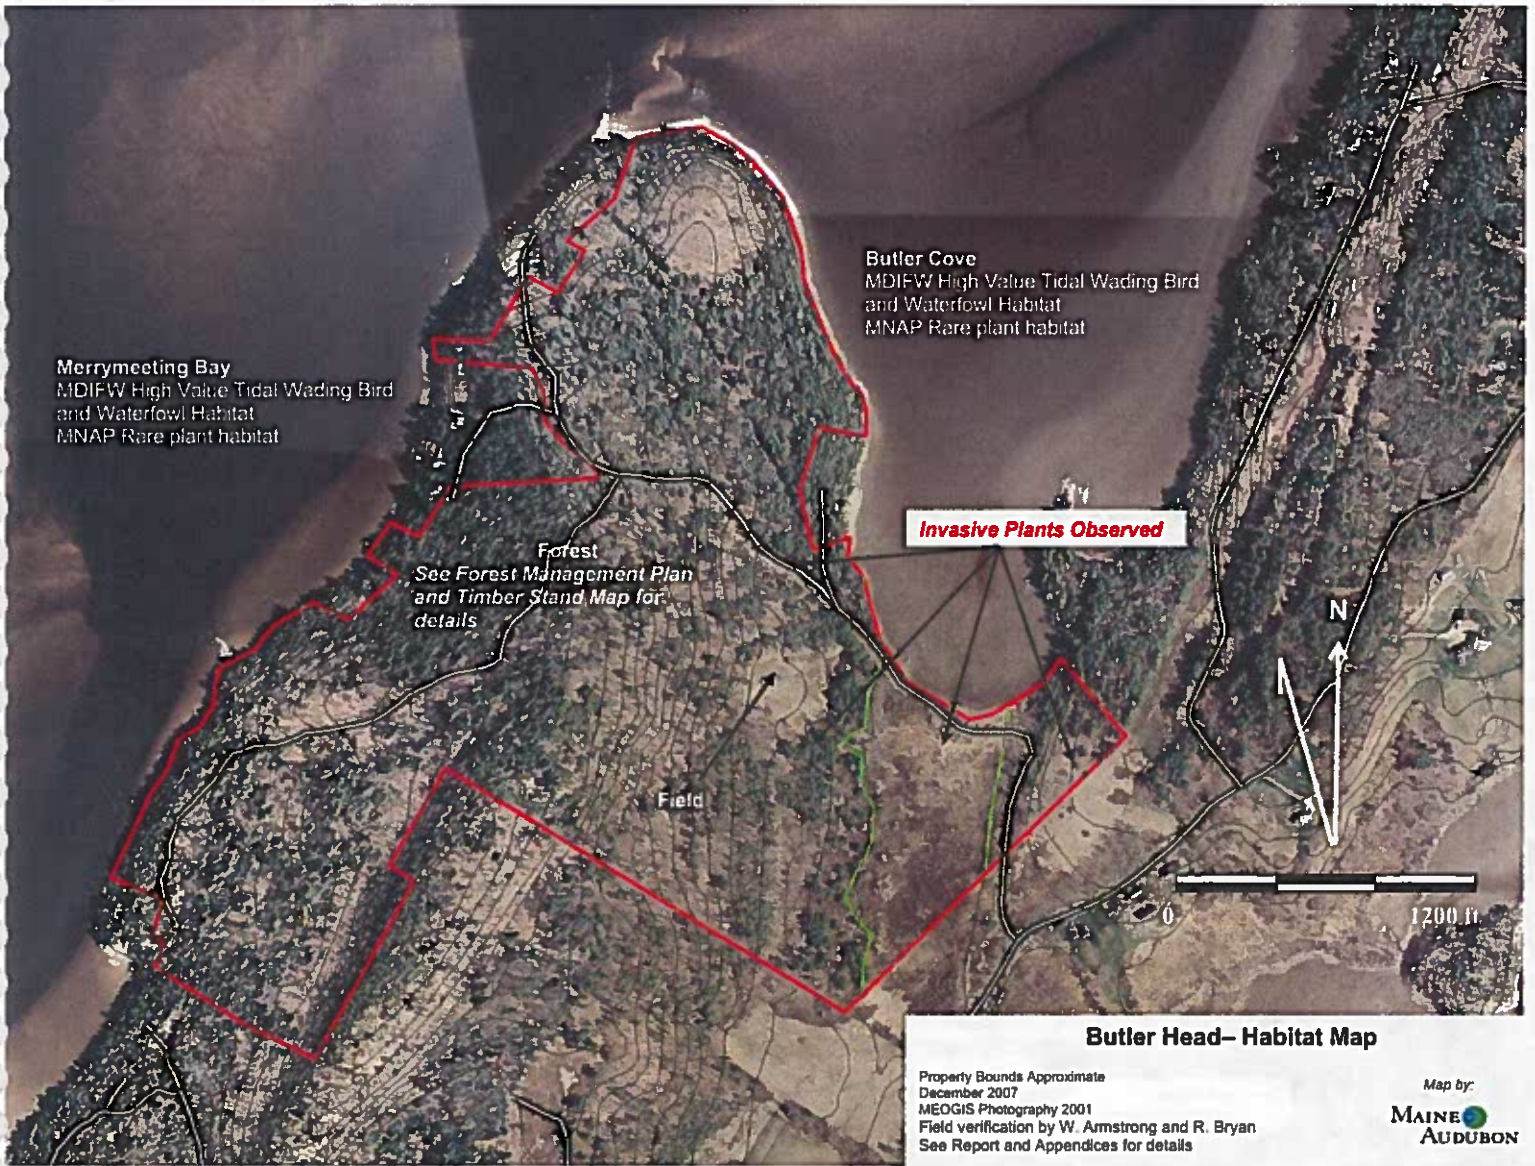 Butler Cove
MDIFW High Value Tidal Wading Bird
and Waterfowl Habitat
MNAP Rare plant habitat
Merrymeeting Bay
MDIFW High Value Tidal Wading Bird
and Waterfowl Habitat
MNAP Rare plant habitat
Invasive Plants Observed
Forest
See Forest Management Plan
and Timber Stand Map for
details
N
Field
0
1200 ft
Butler Head– Habitat Map
Property Bounds Approximate
December 2007
MEOGIS Photography 2001
Field verification by W. Armstrong and R. Bryan
See Report and Appendices for details
Map by:
MAINE
AUDUBON